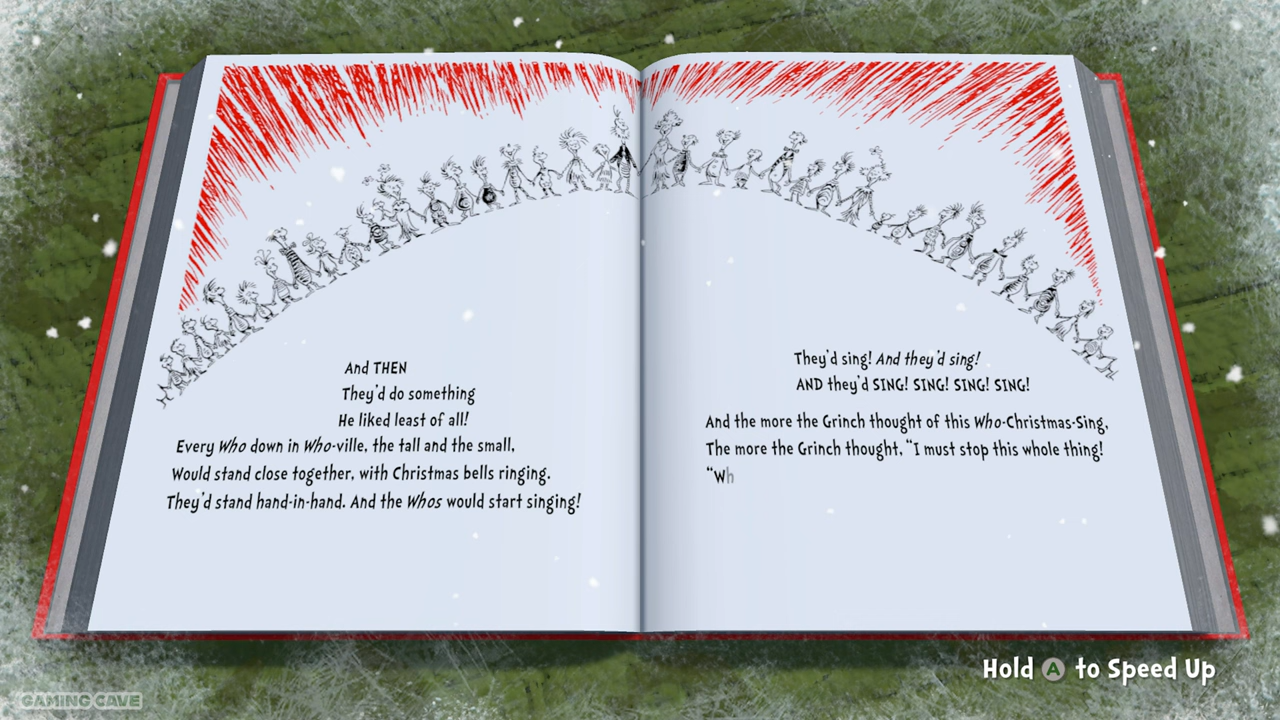 And THEN
They'd do something
He liked least of all!
Every Who down in Who-ville, the tall and the small,
Would stand close together, with Christmas bells ringing.
They'd stand hand-in-hand. And the Whos would start singing!
They'd sing! And they'd sing!
AND they'd SING! SING! SING! SING!
And the more the Grinch thought of this Who-Christmas-Sing,
The more the Grinch thought, “I must stop this whole thing!
“Wh
Hold A to Speed Up
GAMING CAVE